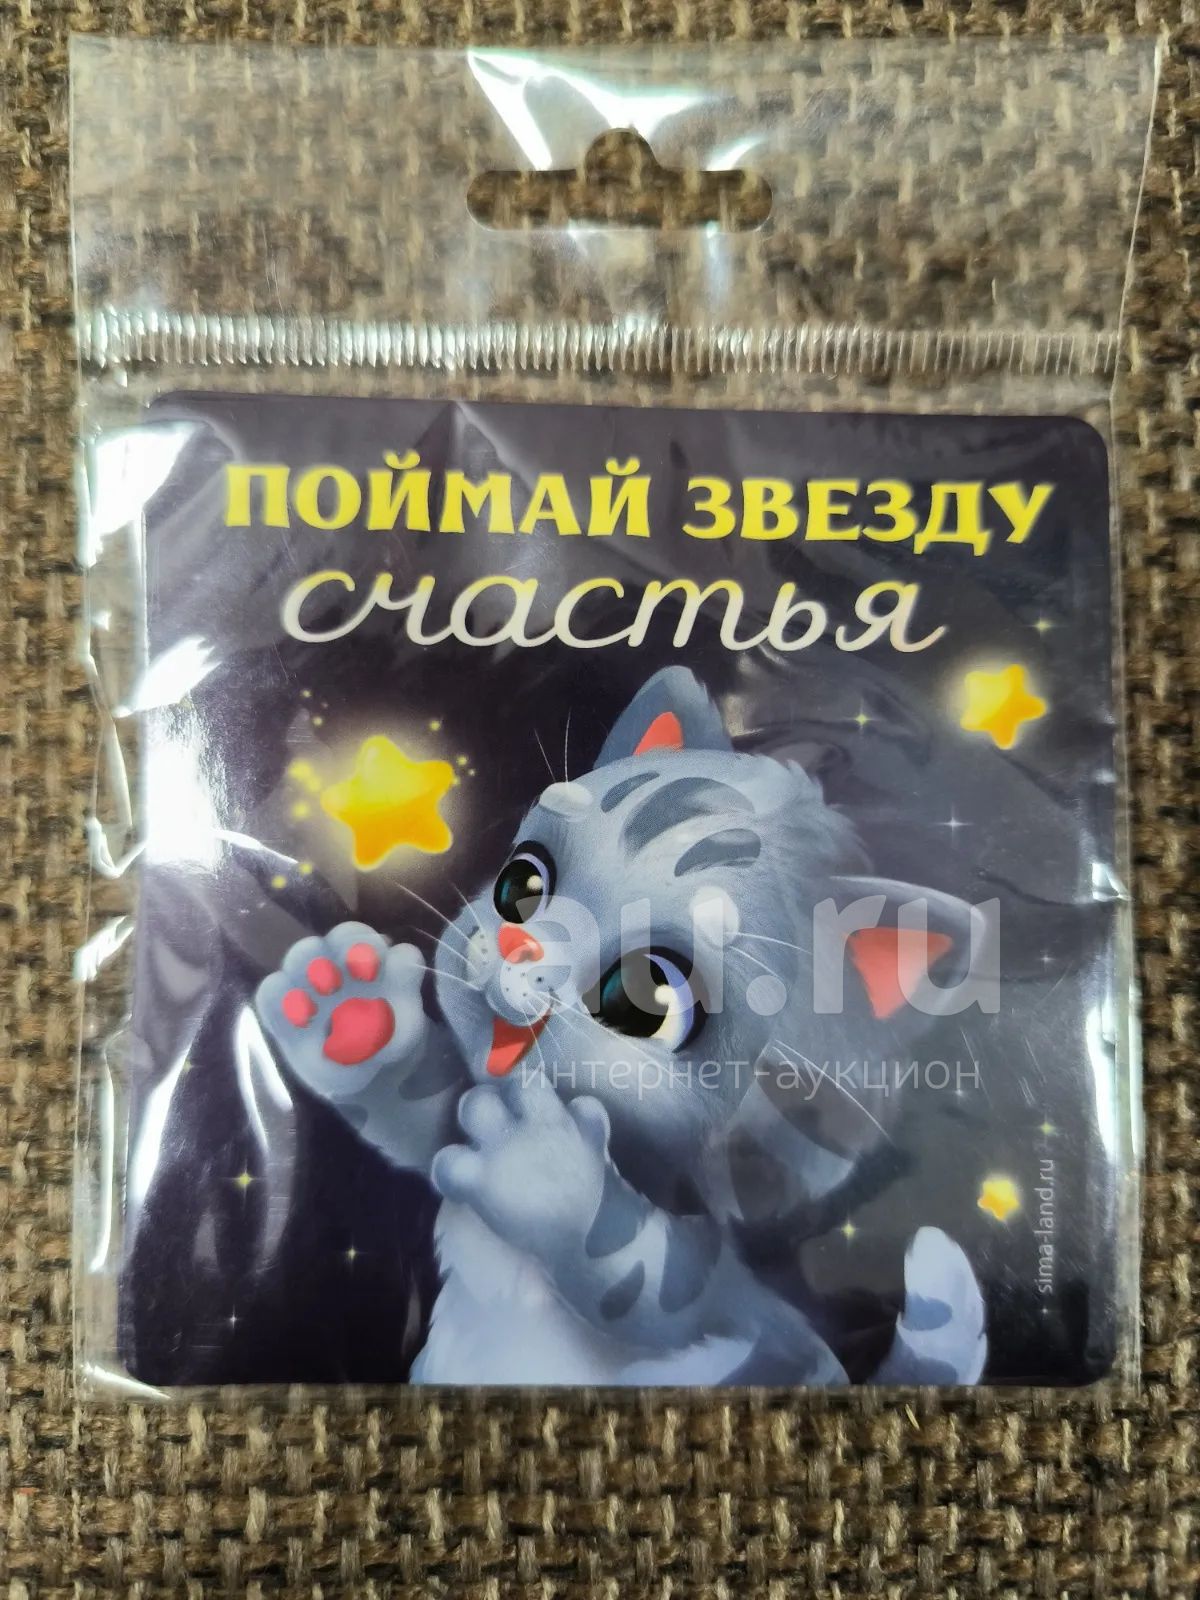 ПОЙМАЙ ЗВЕЗДУ
счастья
au.ru
интернет-аукцион
sima-land.ru